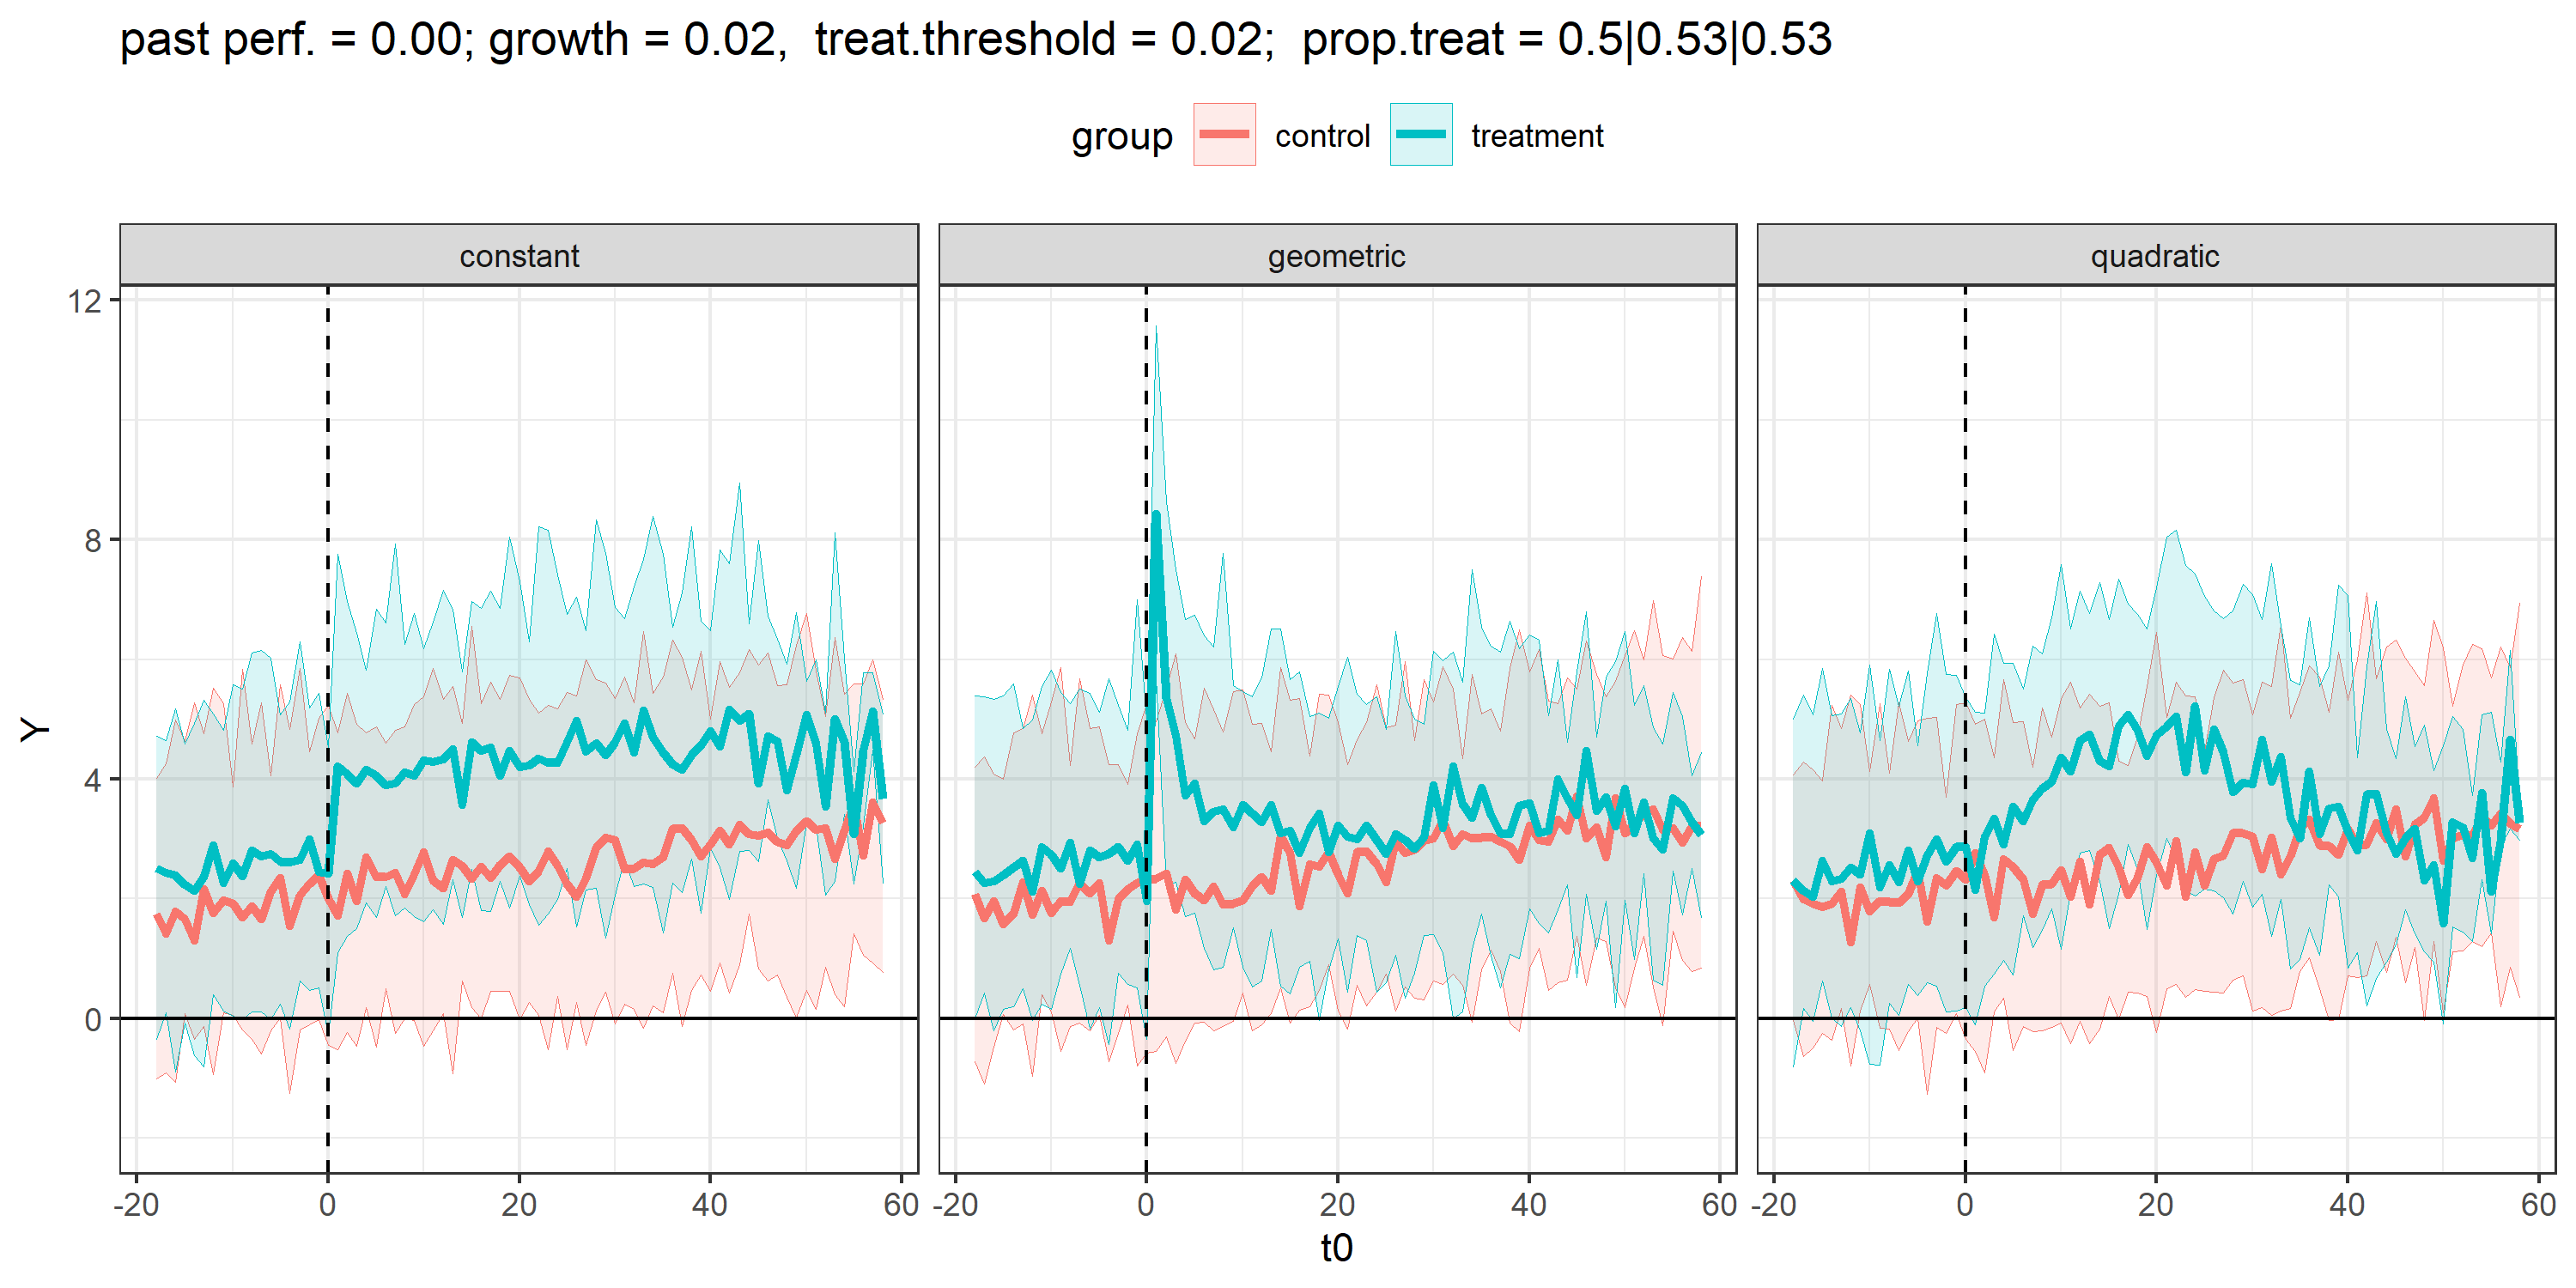 past perf. = 0.00; growth = 0.02,  treat.threshold = 0.02;  prop.treat = 0.5|0.53|0.53
group control treatment
constant geometric quadratic
12
8
4
0
Y
-20 0 20 40 60 -20 0 20 40 60 -20 0 20 40 60
t0